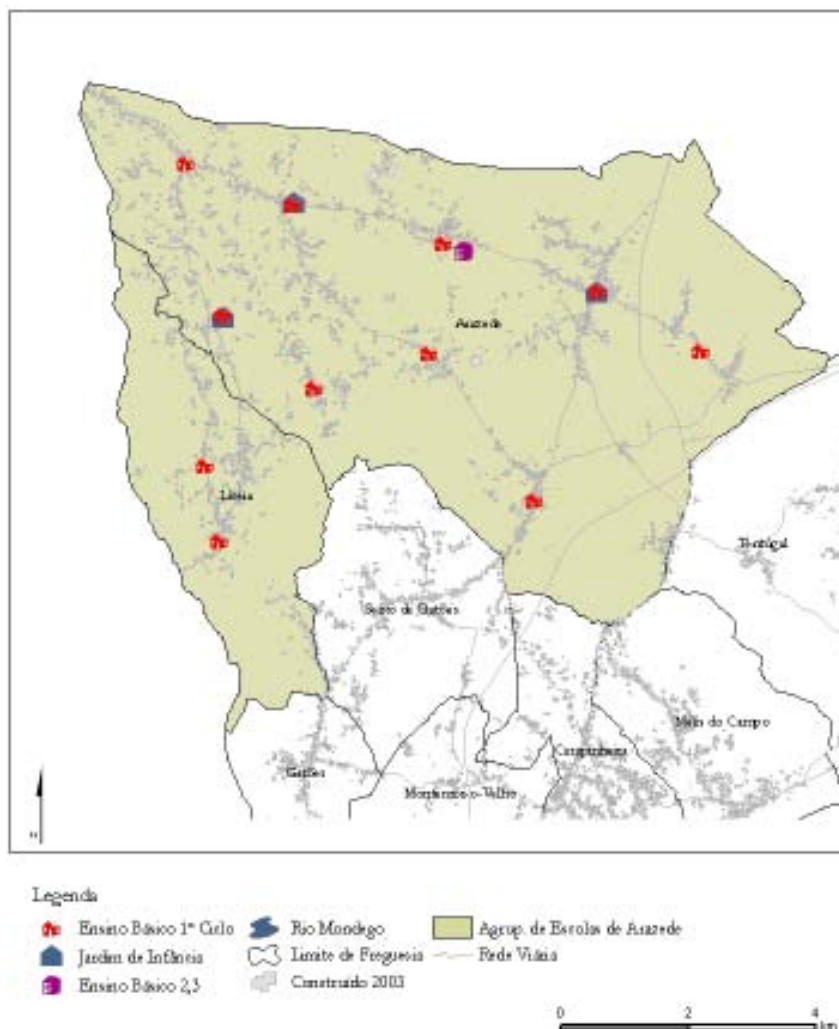 Arazede
Liceia
Tentúgal
Seixo de Gatões
Meãs do Campo
Gatões
Carapinheira
Montemor-o-Velho
N
Legenda
Ensino Básico 1º Ciclo
Rio Mondego
Agrup. de Escolas de Arazede
Jardim de Infância
Limite de Freguesia
Rede Viária
Ensino Básico 2,3
Construído 2003
0 2 4
km